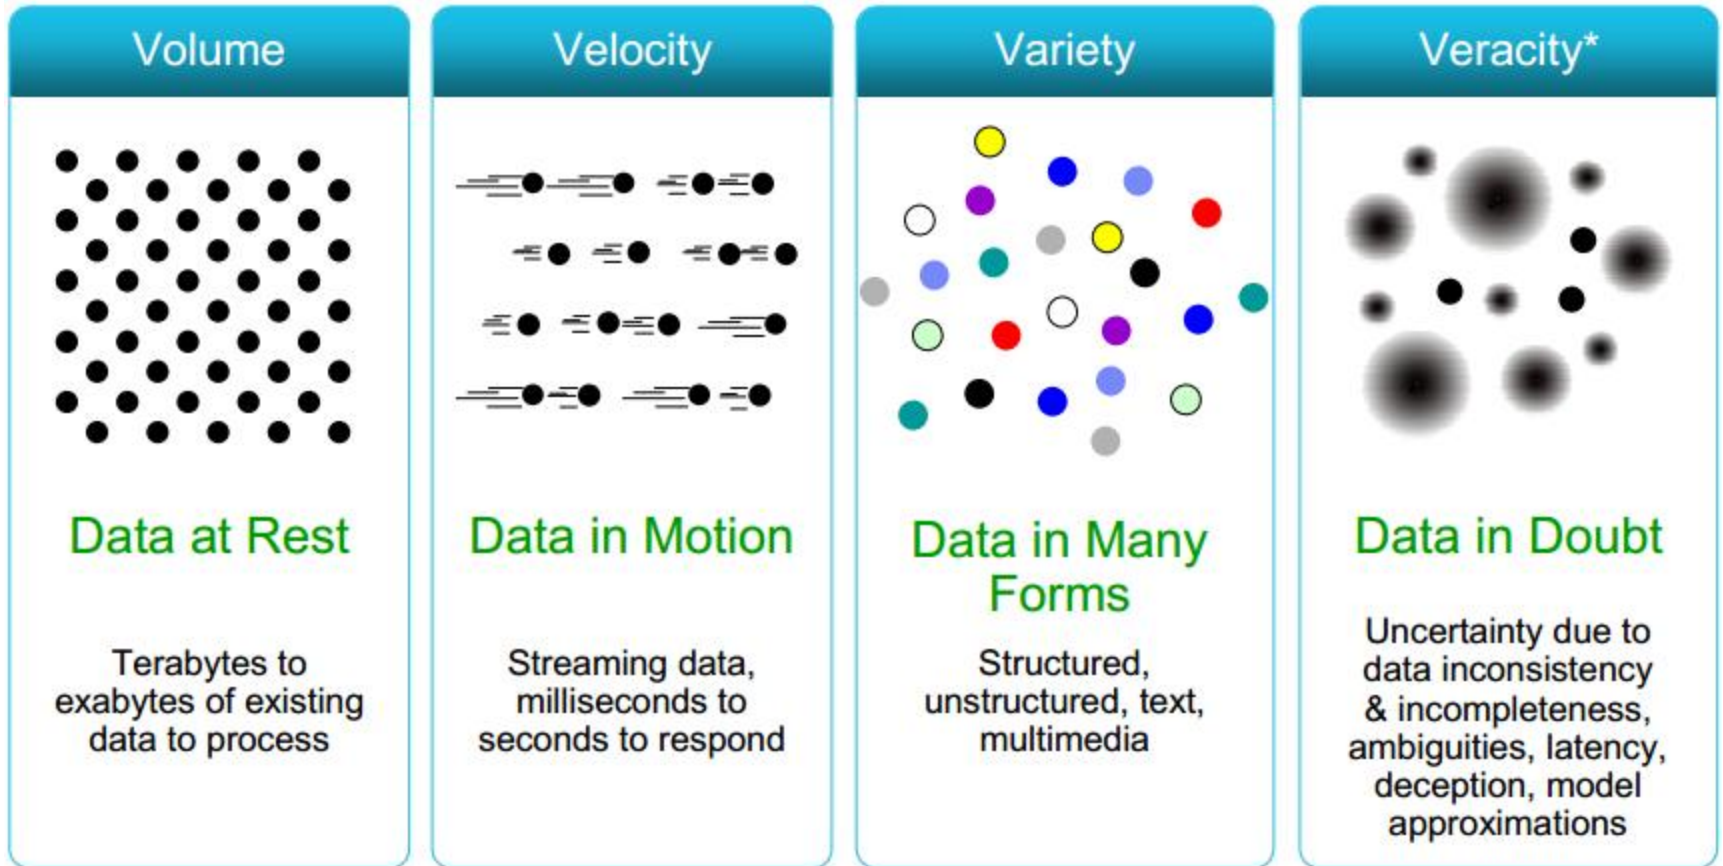 Volume
Data at Rest
Terabytes to
exabytes of existing
data to process
Velocity
Data in Motion
Streaming data,
milliseconds to
seconds to respond
Variety
Data in Many
Forms
Structured,
unstructured, text,
multimedia
Veracity*
Data in Doubt
Uncertainty due to
data inconsistency
& incompleteness,
ambiguities, latency,
deception, model
approximations